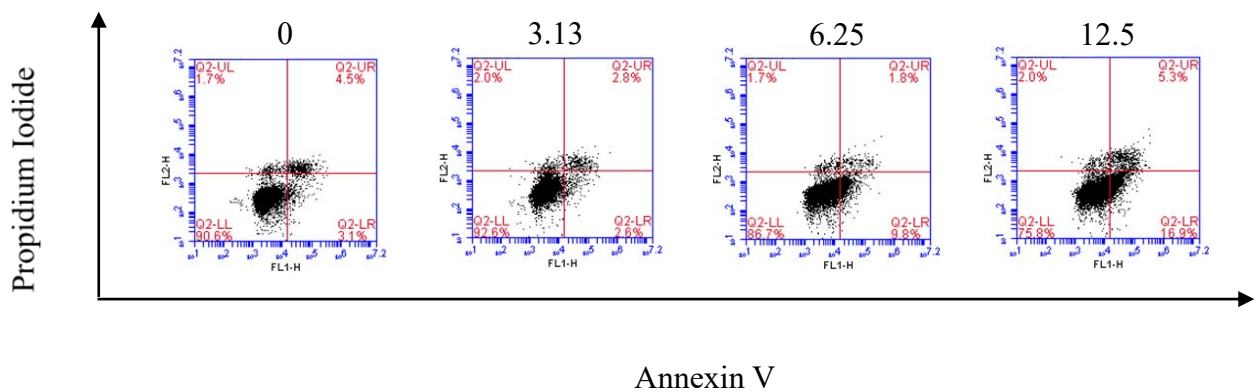 0 3.13 6.25 12.5
Propidium Iodide
Q2-UL Q2-UR
1.7% 4.5%
Q2-LL Q2-LR
90.6% 3.1%
FL2-H
FL1-H
Q2-UL Q2-UR
2.0% 2.8%
Q2-LL Q2-LR
92.6% 2.6%
FL2-H
FL1-H
Q2-UL Q2-UR
1.7% 1.8%
Q2-LL Q2-LR
86.7% 9.8%
FL2-H
FL1-H
Q2-UL Q2-UR
2.0% 5.3%
Q2-LL Q2-LR
75.8% 16.9%
FL2-H
FL1-H
Annexin V